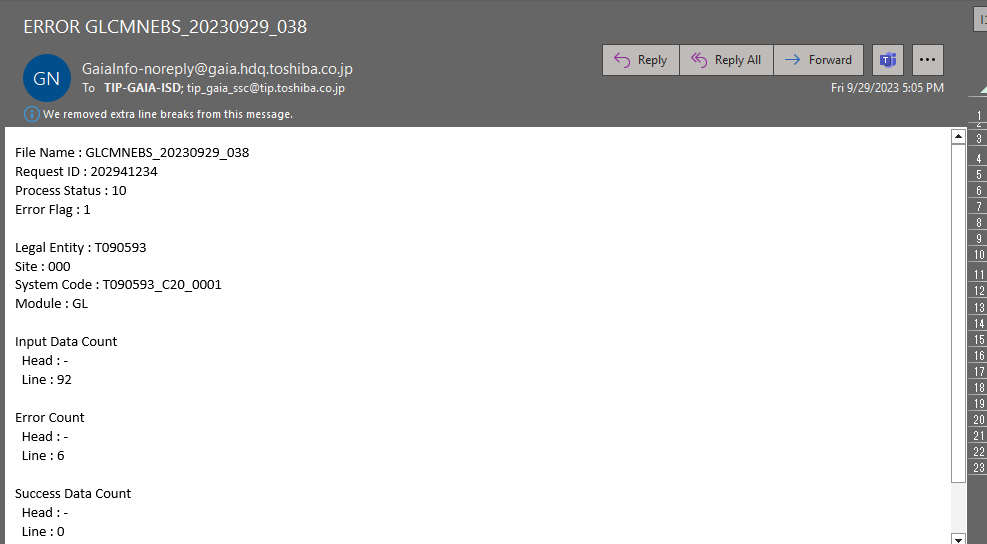 ERROR GLCMNEBS_20230929_038
GN
GaiaInfo-noreply@gaia.hdq.toshiba.co.jp
To TIP-GAIA-ISD; tip_gaia_ssc@tip.toshiba.co.jp
Reply
Reply All
Forward
Fri 9/29/2023 5:05 PM
We removed extra line breaks from this message.
File Name : GLCMNEBS_20230929_038
Request ID : 202941234
Process Status : 10
Error Flag : 1
Legal Entity : T090593
Site : 000
System Code : T090593_C20_0001
Module : GL
Input Data Count
Head : -
Line : 92
Error Count
Head : -
Line : 6
Success Data Count
Head : -
Line : 0
1
2
3
4
5
6
7
8
9
10
11
12
13
14
15
16
17
18
19
20
21
22
23